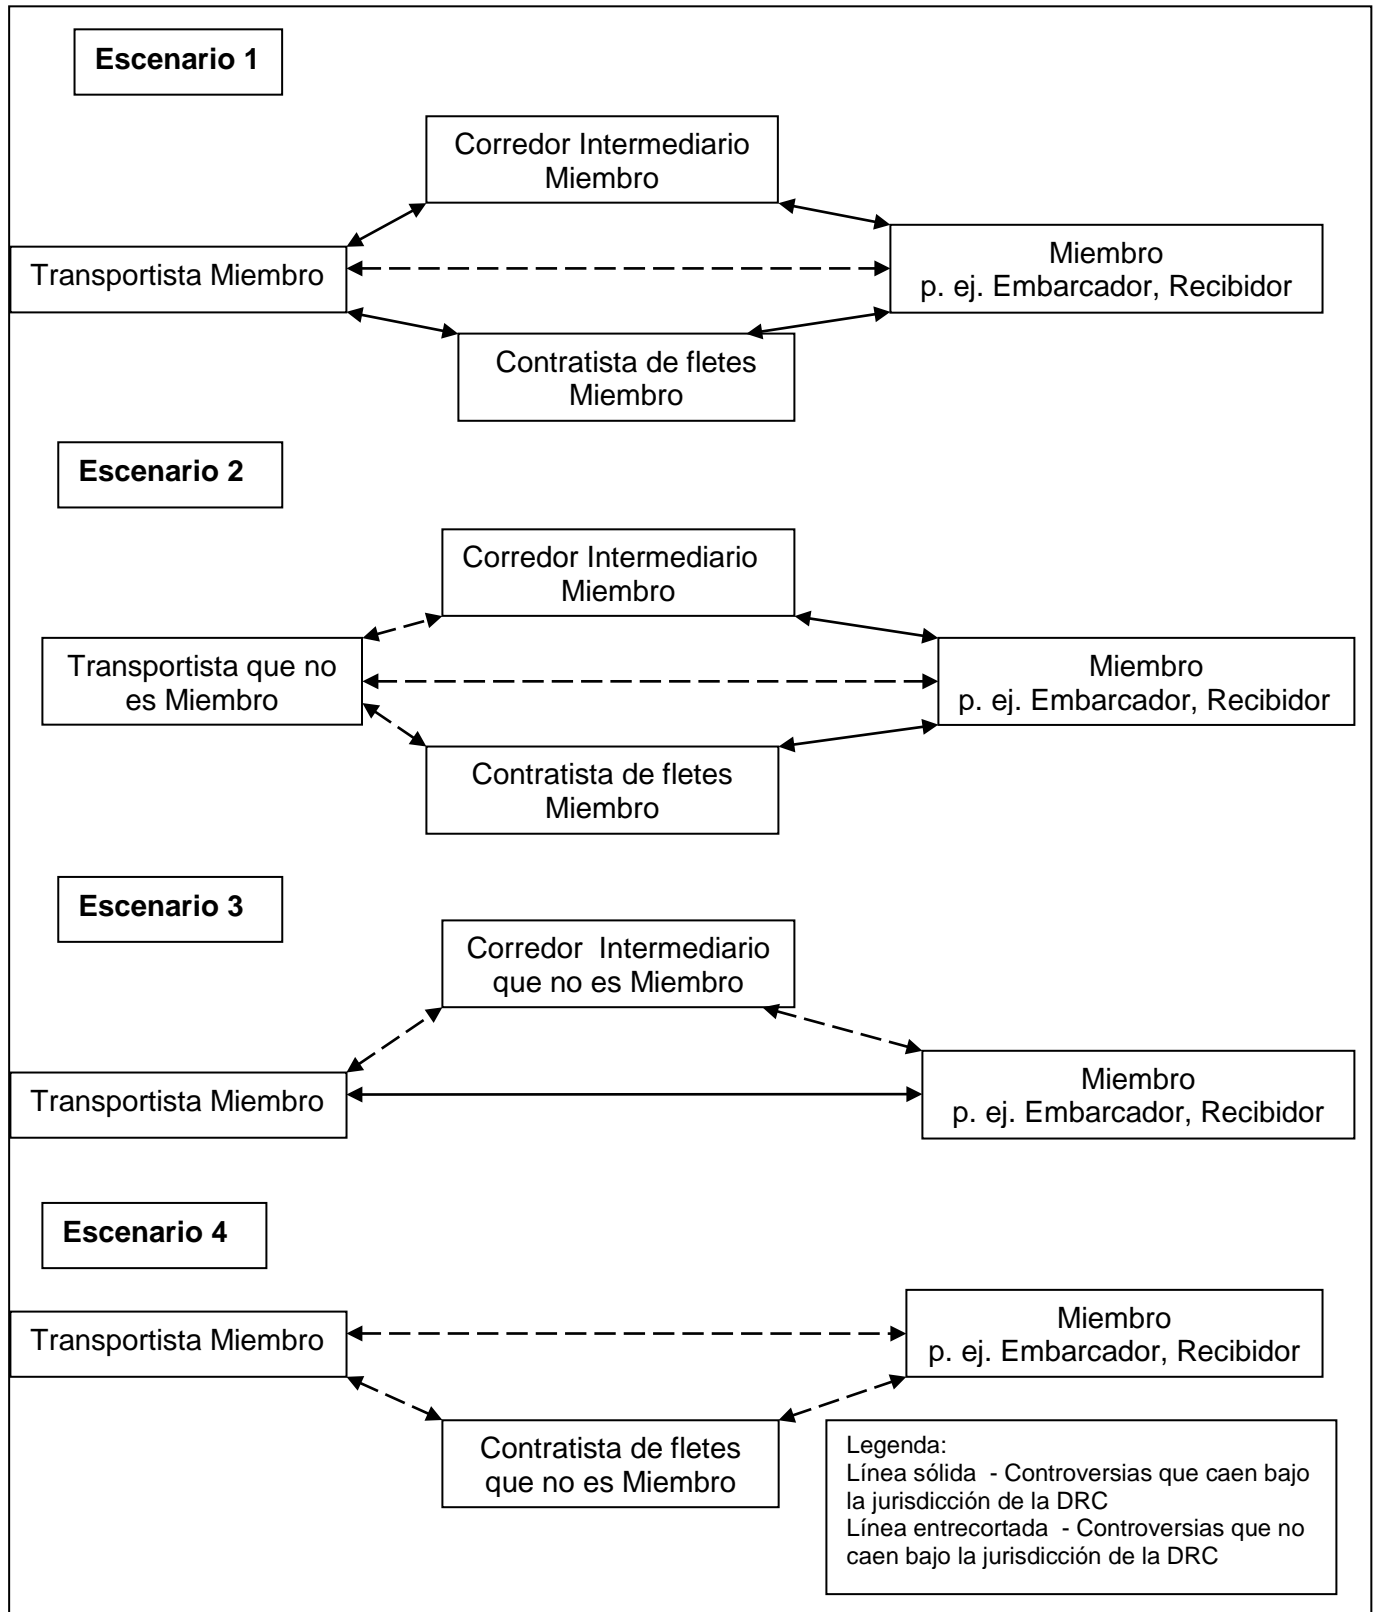 Escenario 1
Corredor Intermediario
Miembro
Transportista Miembro
Miembro
p. ej. Embarcador, Recibidor
Contratista de fletes
Miembro
Escenario 2
Corredor Intermediario
Miembro
Transportista que no
es Miembro
Miembro
p. ej. Embarcador, Recibidor
Contratista de fletes
Miembro
Escenario 3
Corredor Intermediario
que no es Miembro
Transportista Miembro
Miembro
p. ej. Embarcador, Recibidor
Escenario 4
Transportista Miembro
Miembro
p. ej. Embarcador, Recibidor
Contratista de fletes
que no es Miembro
Legenda:
Línea sólida - Controversias que caen bajo
la jurisdicción de la DRC
Línea entrecortada - Controversias que no
caen bajo la jurisdicción de la DRC